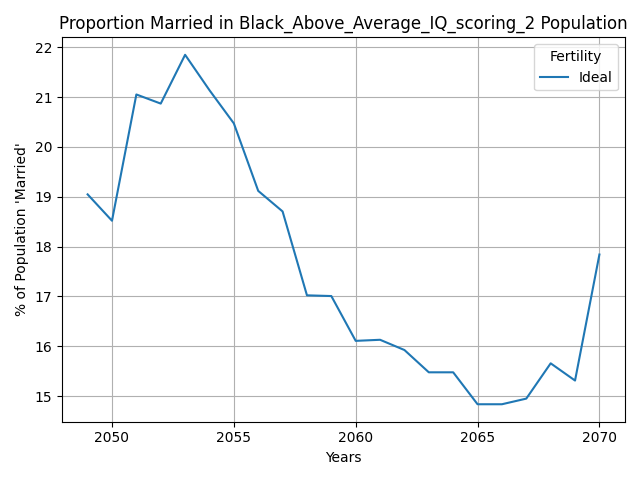 Proportion Married in Black_Above_Average_IQ_scoring_2 Population
Fertility
Ideal
% of Population 'Married'
22
21
20
19
18
17
16
15
2050
2055
2060
2065
2070
Years